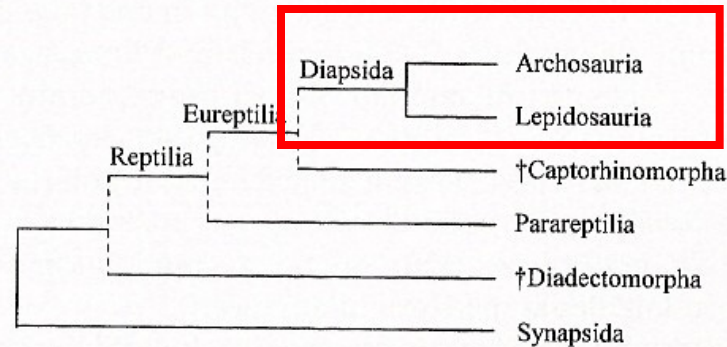 Diapsida
Archosauria
Eureptilia
Lepidosauria
Reptilia
†Captorhinomorpha
Parareptilia
†Diadectomorpha
Synapsida